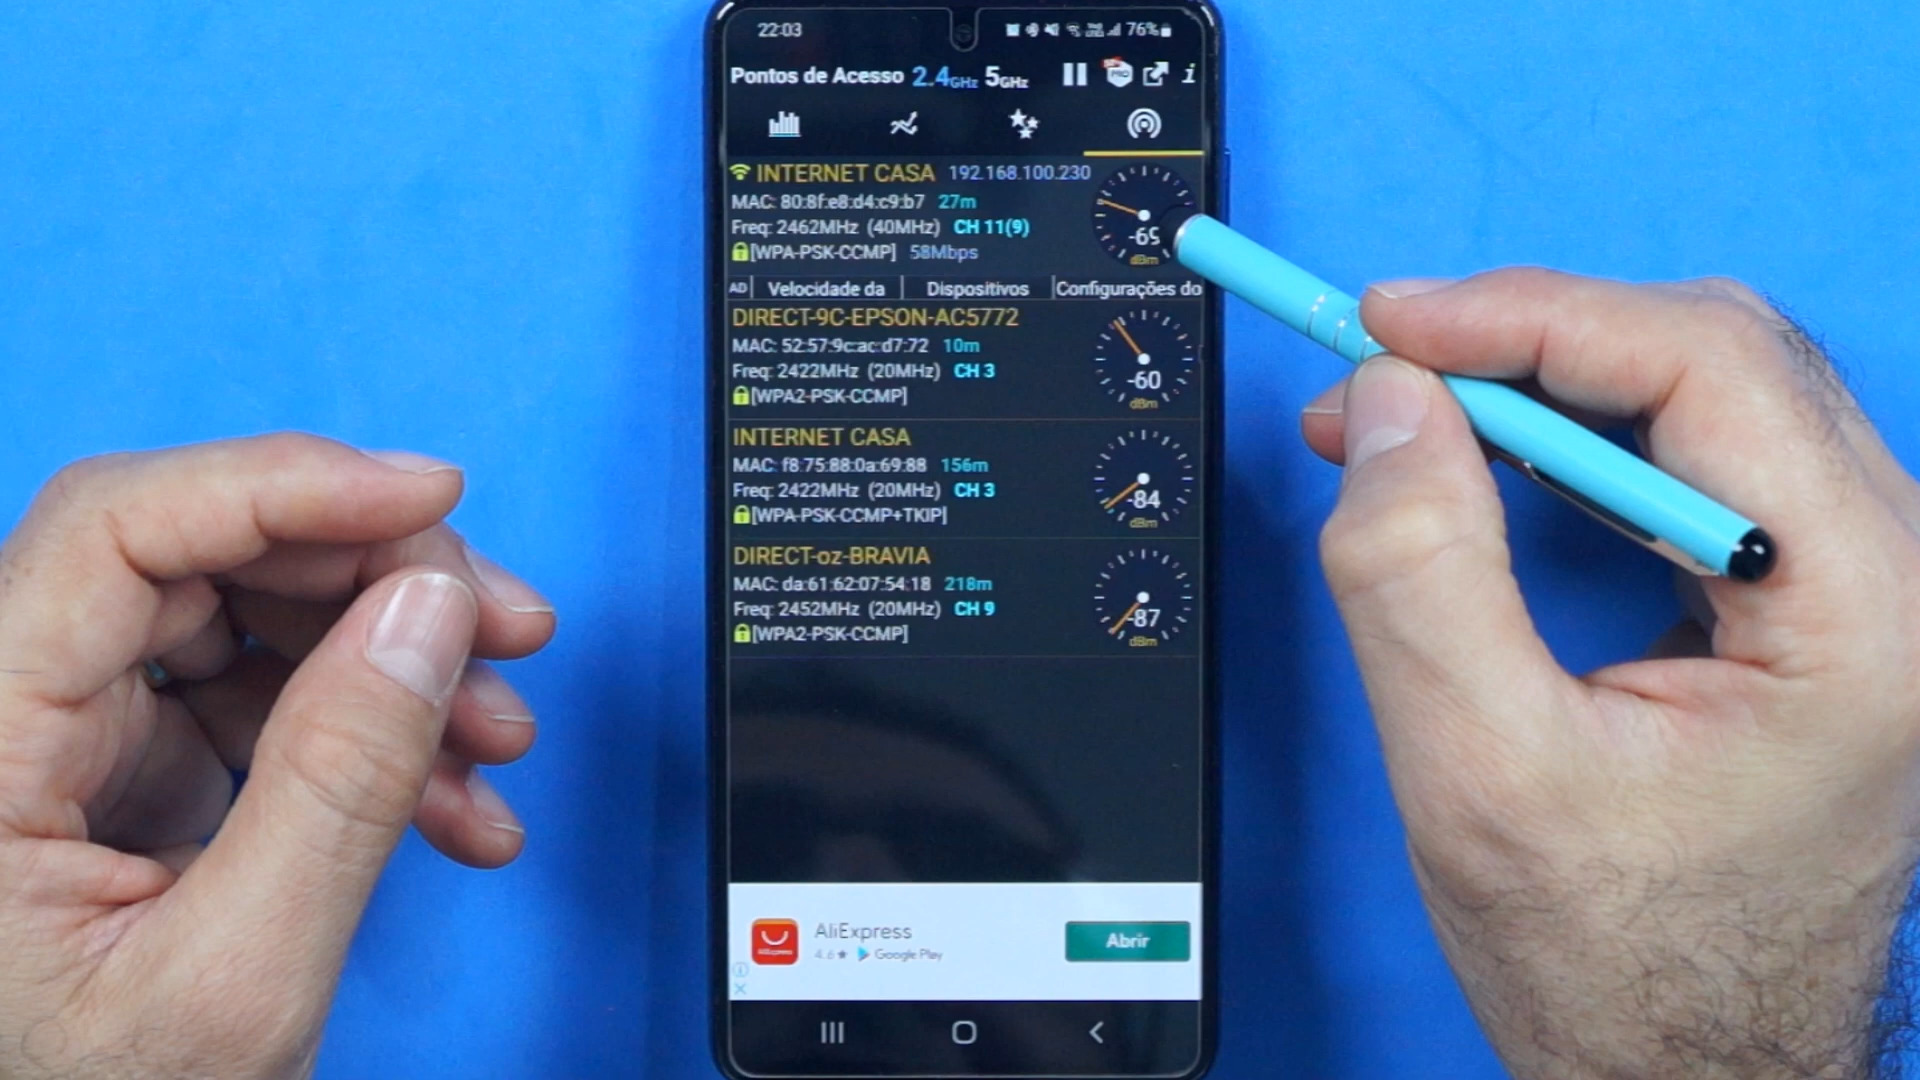 22:03 76%
Pontos de Acesso 2.4GHz 5GHz PRO i
INTERNET CASA 192.168.100.230
MAC: 80:8f:e8:d4:c9:b7 27m
Freq: 2462MHz (40MHz) CH 11(9)
[WPA-PSK-CCMP] 58Mbps
dBm
AD Velocidade da Dispositivos Configurações do
DIRECT-9C-EPSON-AC5772
MAC: 52:57:9c:ac:d7:72 10m
Freq: 2422MHz (20MHz) CH 3
[WPA2-PSK-CCMP]
-60
dBm
INTERNET CASA
MAC: f8:75:88:0a:69:88 156m
Freq: 2422MHz (20MHz) CH 3
[WPA-PSK-CCMP+TKIP]
-84
dBm
DIRECT-oz-BRAVIA
MAC: da:61:62:07:54:18 218m
Freq: 2452MHz (20MHz) CH 9
[WPA2-PSK-CCMP]
-87
dBm
AliExpress
4.6★ Google Play
Abrir